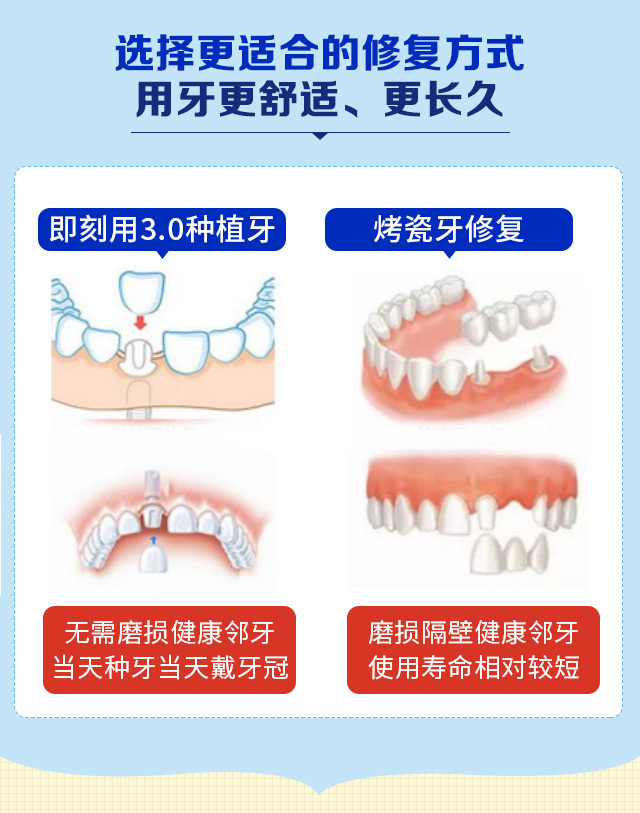 选择更适合的修复方式
用牙更舒适、更长久
即刻用3.0种植牙
烤瓷牙修复
无需磨损健康邻牙
当天种牙当天戴牙冠
磨损隔壁健康邻牙
使用寿命相对较短